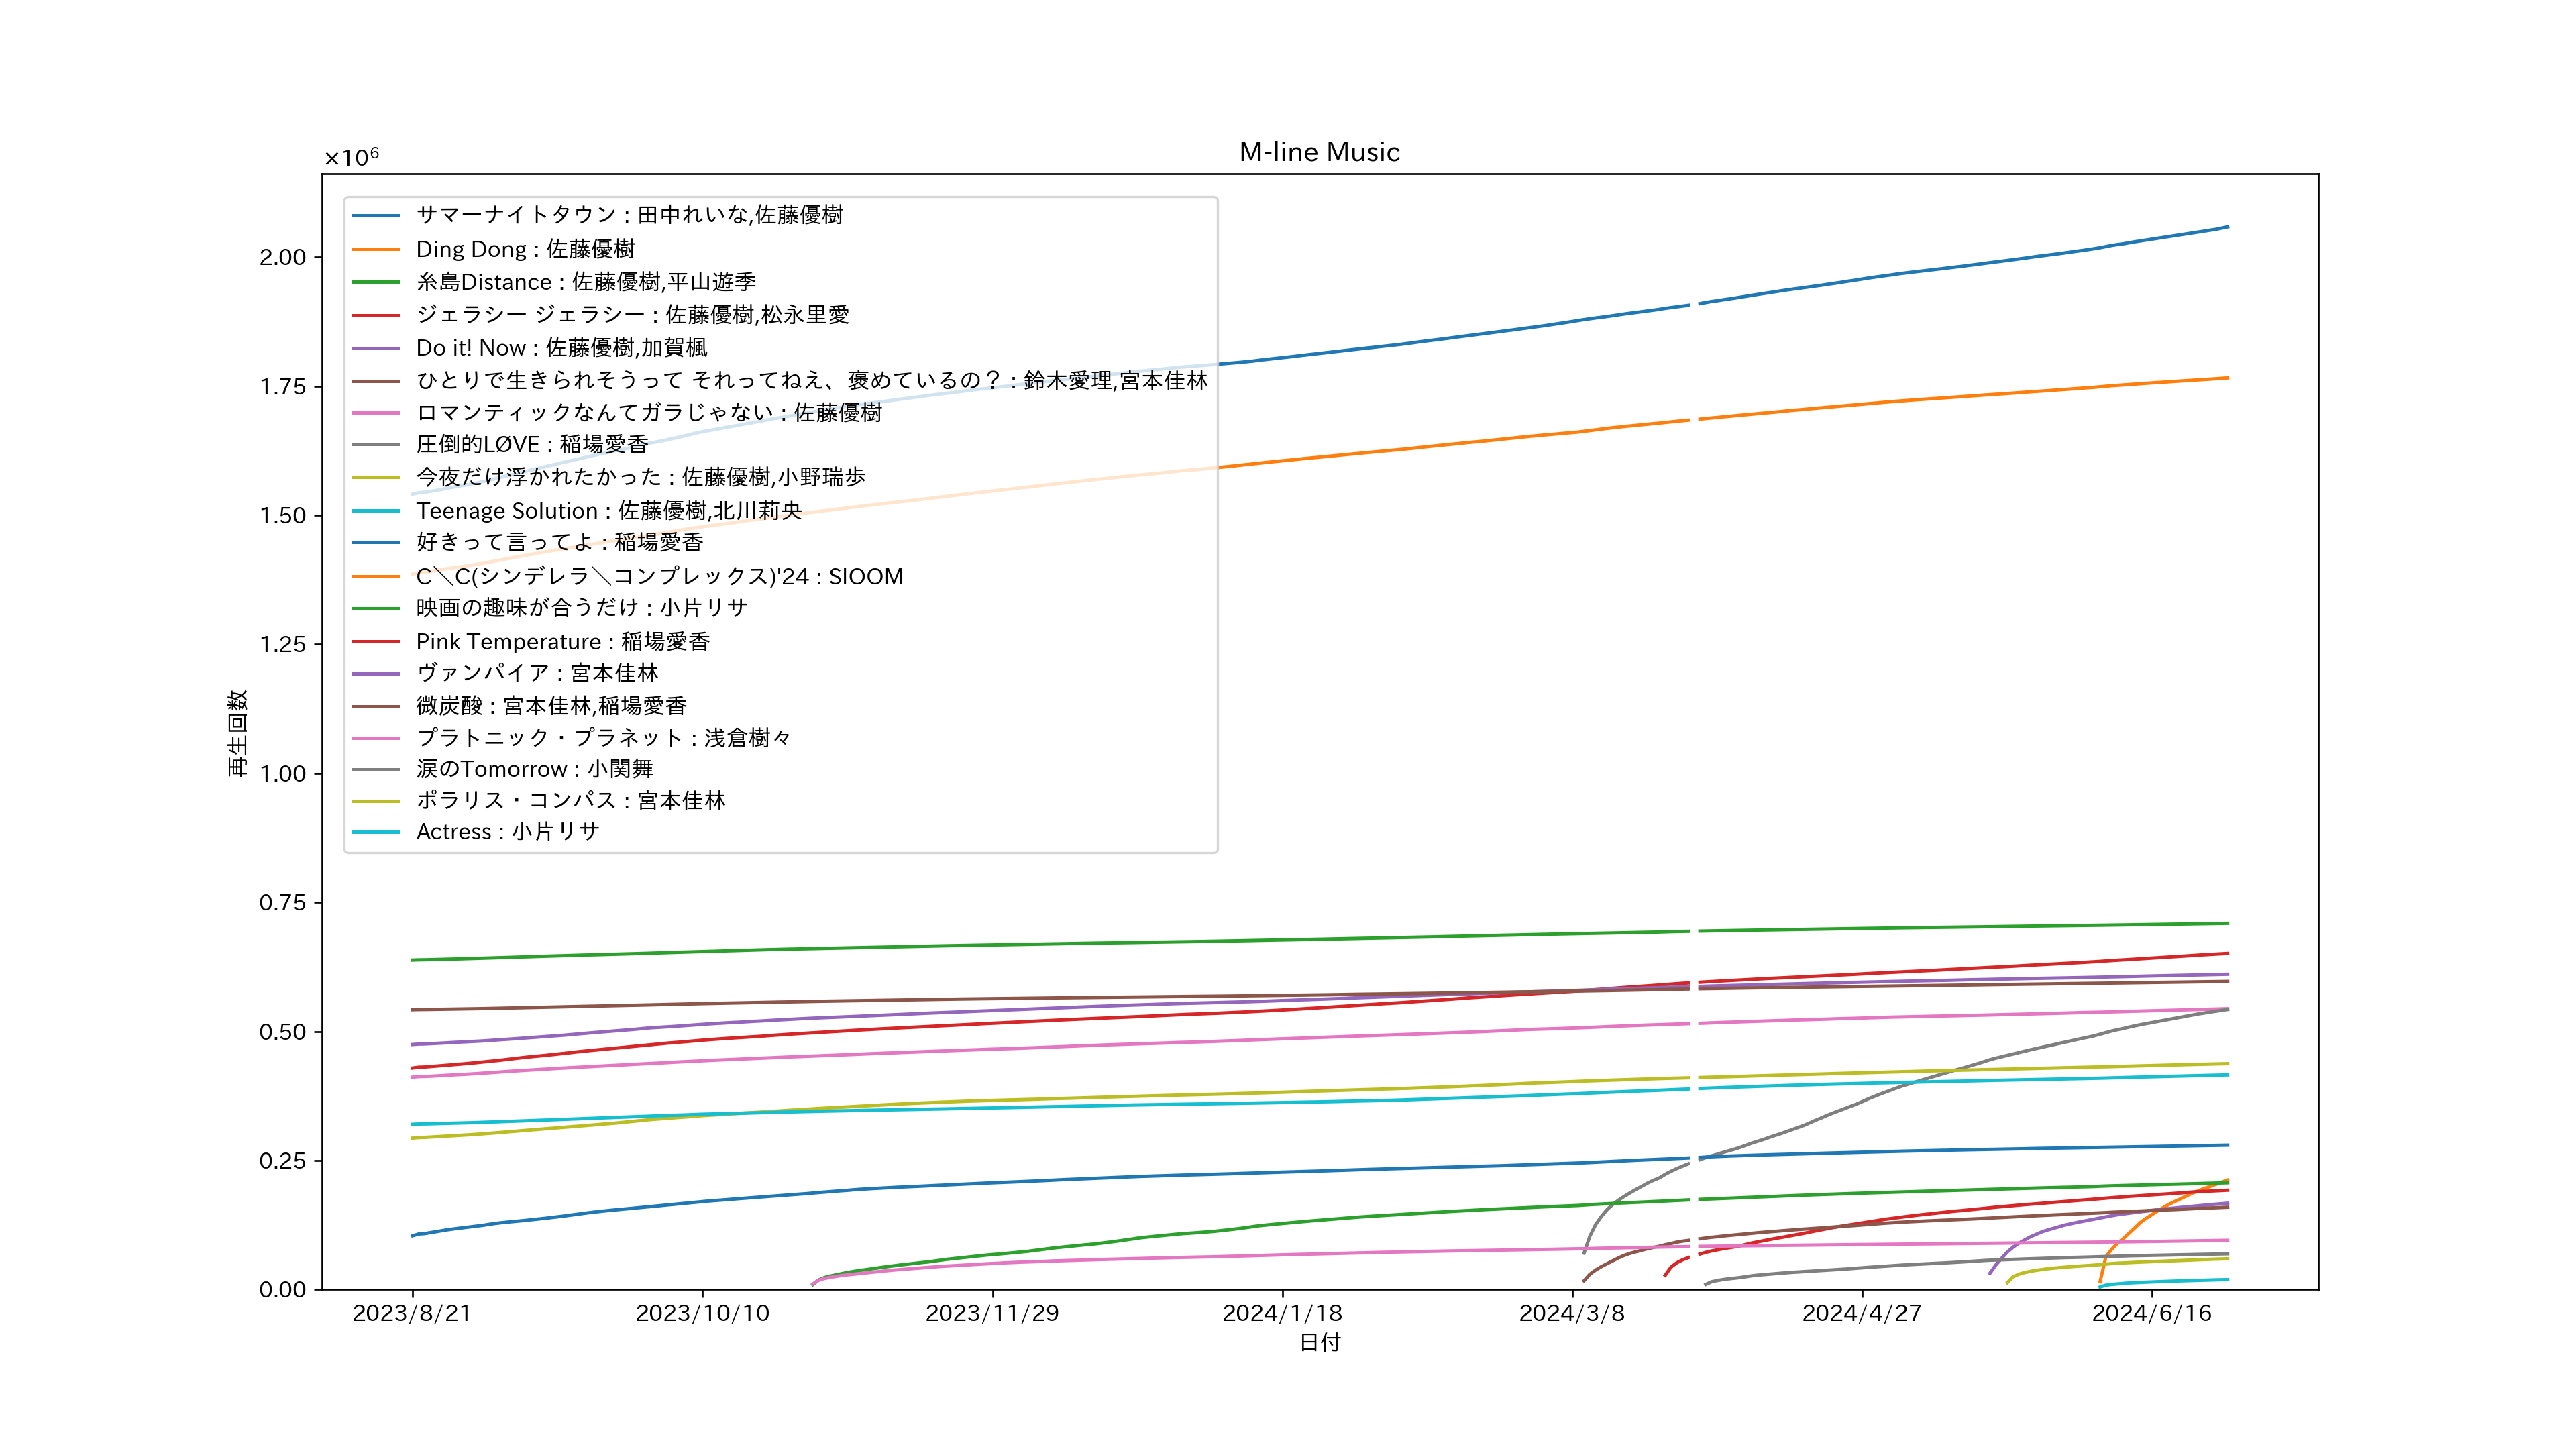 M-line Music
×10⁶
サマーナイトタウン : 田中れいな,佐藤優樹
Ding Dong : 佐藤優樹
糸島Distance : 佐藤優樹,平山遊季
ジェラシー ジェラシー : 佐藤優樹,松永里愛
Do it! Now : 佐藤優樹,加賀楓
ひとりで生きられそうって それってねえ、褒めているの？ : 鈴木愛理,宮本佳林
ロマンティックなんてガラじゃない : 佐藤優樹
圧倒的LØVE : 稲場愛香
今夜だけ浮かれたかった : 佐藤優樹,小野瑞歩
Teenage Solution : 佐藤優樹,北川莉央
好きって言ってよ : 稲場愛香
C＼C(シンデレラ＼コンプレックス)'24 : SIOOM
映画の趣味が合うだけ : 小片リサ
Pink Temperature : 稲場愛香
ヴァンパイア : 宮本佳林
微炭酸 : 宮本佳林,稲場愛香
プラトニック・プラネット : 浅倉樹々
涙のTomorrow : 小関舞
ポラリス・コンパス : 宮本佳林
Actress : 小片リサ
2.00
1.75
1.50
1.25
1.00
0.75
0.50
0.25
0.00
再生回数
2023/8/21
2023/10/10
2023/11/29
2024/1/18
2024/3/8
2024/4/27
2024/6/16
日付